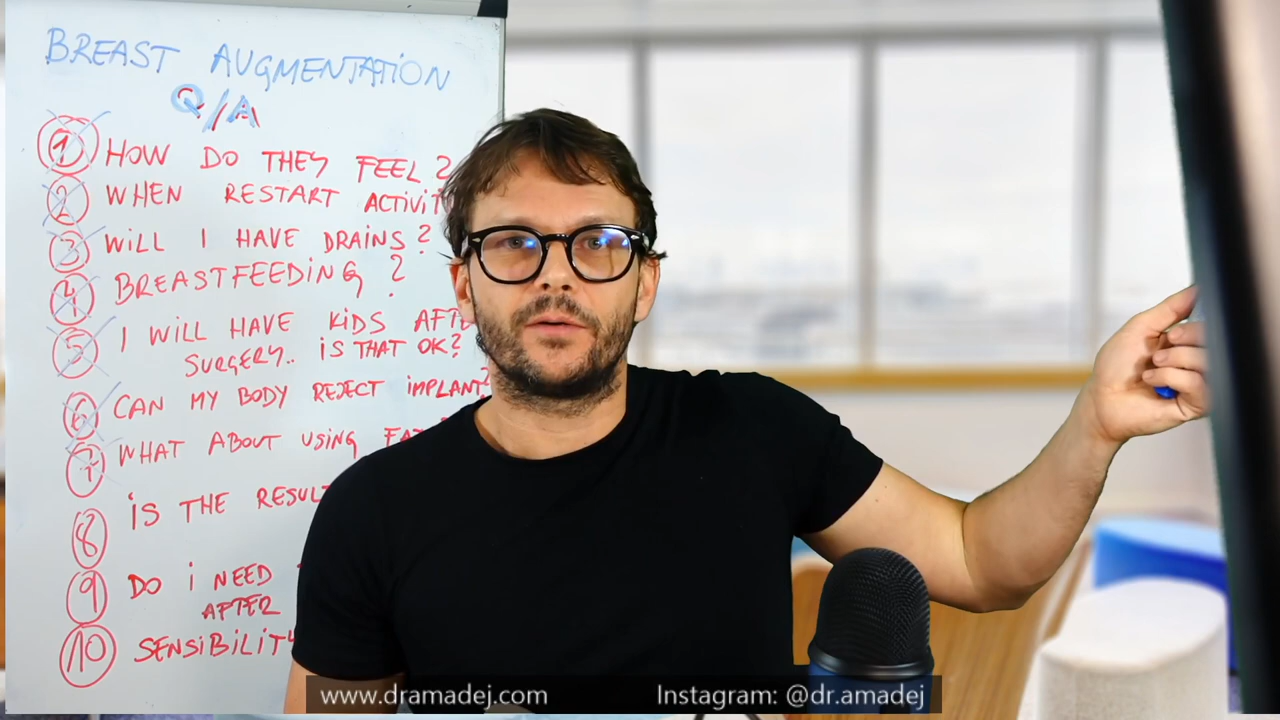 BREAST AUGMENTATION
Q/A
1 HOW DO THEY FEEL?
2 WHEN RESTART
3 WiLL I HAVE DRAiNS?
4 BREASTFEEDiNG?
5 I WiLL HAVE KiDS
SURGERY.. iS THAT OK?
6 CAN MY BODY REJECT iMPLANT?
7 WHAT ABOUT USiNG
8 iS THE
9 DO i NEED
AFTER
10
www.dramadej.com Instagram: @dr.amadej